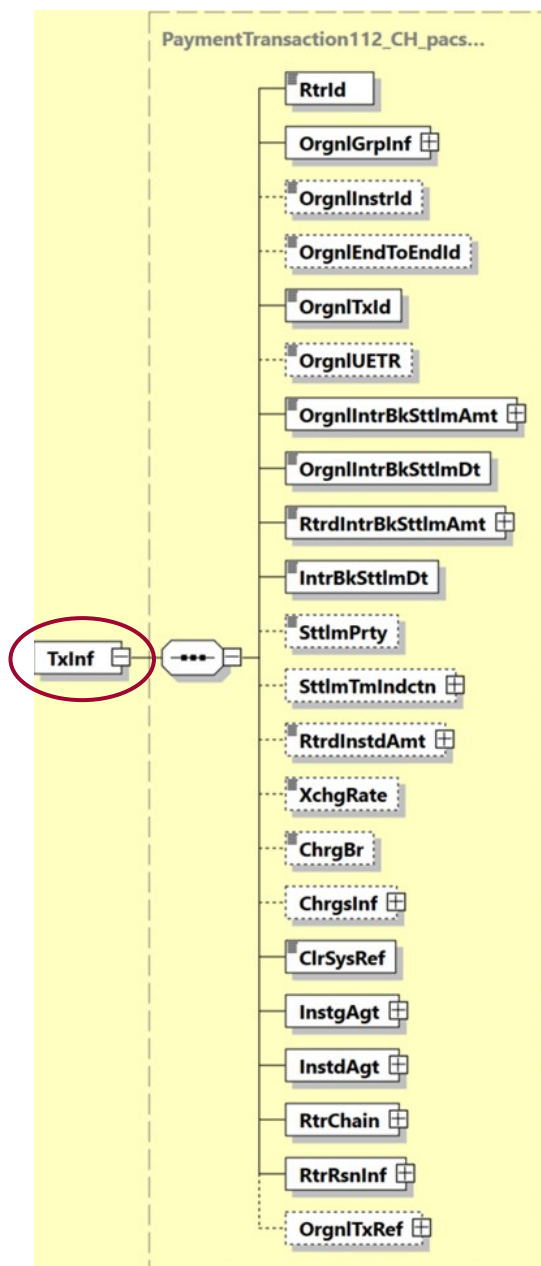 PaymentTransaction112_CH_pacs...
RtrId
OrgnlGrpInf
OrgnlInstrId
OrgnlEndToEndId
OrgnlTxId
OrgnlUETR
OrgnlIntrBkSttlmAmt
OrgnlIntrBkSttlmDt
RtrdIntrBkSttlmAmt
IntrBkSttlmDt
TxInf
SttlmPrty
SttlmTmIndctn
RtrdInstdAmt
XchgRate
ChrgBr
ChrgsInf
ClrSysRef
InstgAgt
InstdAgt
RtrChain
RtrRsnInf
OrgnlTxRef